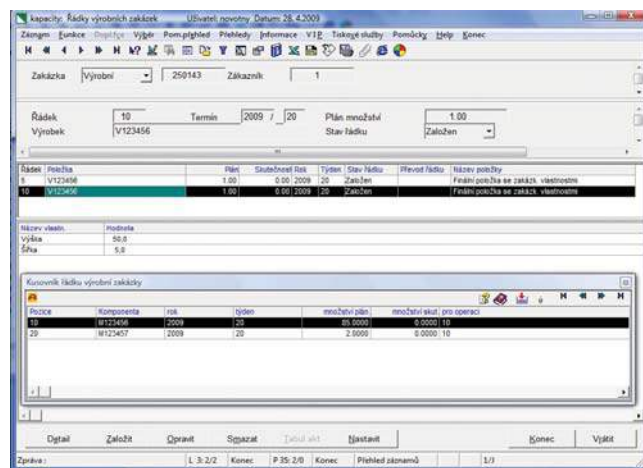 kapacity: Řádky výrobních zakázek Uživatel: novotny Datum: 28. 4.2009
Záznam Funkce Doplňce Výběr Pom.přehled Přehledy Informace VIP Tiskové služby Pomůcky Help Konec
Zakázka Výrobní 250143 Zákazník 1
Řádek 10 Termín 2009 / 20 Plán množství 1.00
Výrobek V123456 Stav řádku Založen
Řádek Položka Plán Skutečnost Rok Týden Stav řádku Převod řádku Název položky
5 V123456 1.00 0.00 2009 20 Založen Finální položka se zakázk. vlastnostmi
10 V123456 1.00 0.00 2009 20 Založen Finální položka se zakázk. vlastnostmi
Název vlastn. Hodnota
Výška 50,0
Šířka 5,0
Kusovník řádku výrobní zakázky
Pozice Komponenta rok týden množství plán množství skut. pro operaci
10 M123456 2009 20 85.0000 0.0000 10
20 M123457 2009 20 2.0000 0.0000 10
Detail Založit Opravit Smazat Tabul.akt Nastavit Konec Vrátit
Zpráva: L 3: 2/2 Konec P 35: 2/0 Konec Přehled záznamů 1/3